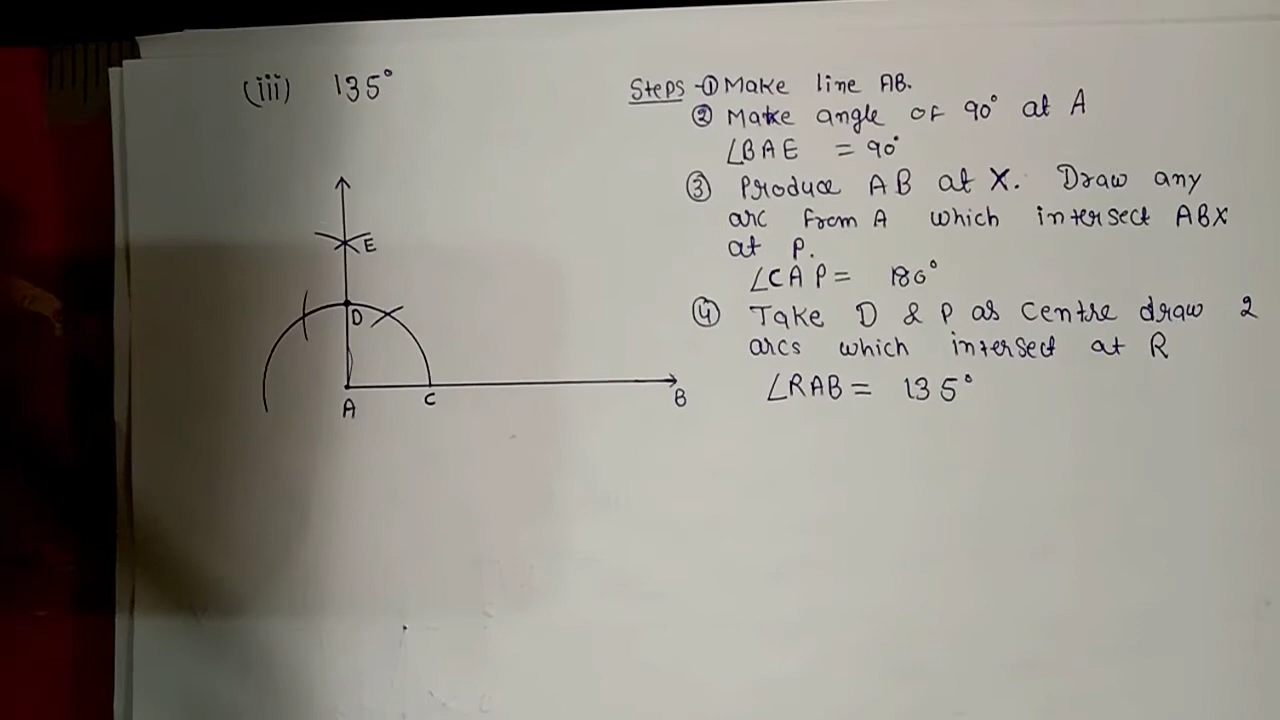 (iii) 135°
Steps -① Make line AB.
② Make angle of 90° at A
∠BAE = 90°
③ Produce AB at X. Draw any
arc from A which intersect ABX
at P.
∠CAP = 180°
④ Take D & P as centre draw 2
arcs which intersect at R
∠RAB = 135°
E
D
A
C
B